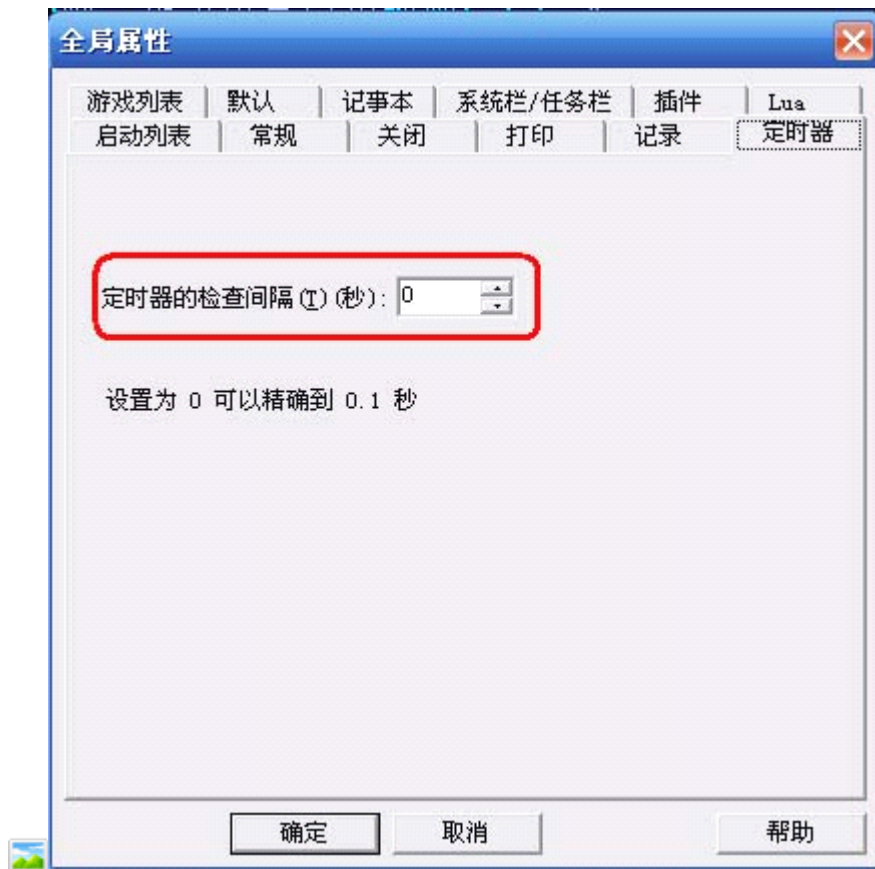 全局属性
游戏列表 默认 记事本 系统栏/任务栏 插件 Lua
启动列表 常规 关闭 打印 记录 定时器
定时器的检查间隔(T)(秒): 0
设置为 0 可以精确到 0.1 秒
确定 取消 帮助